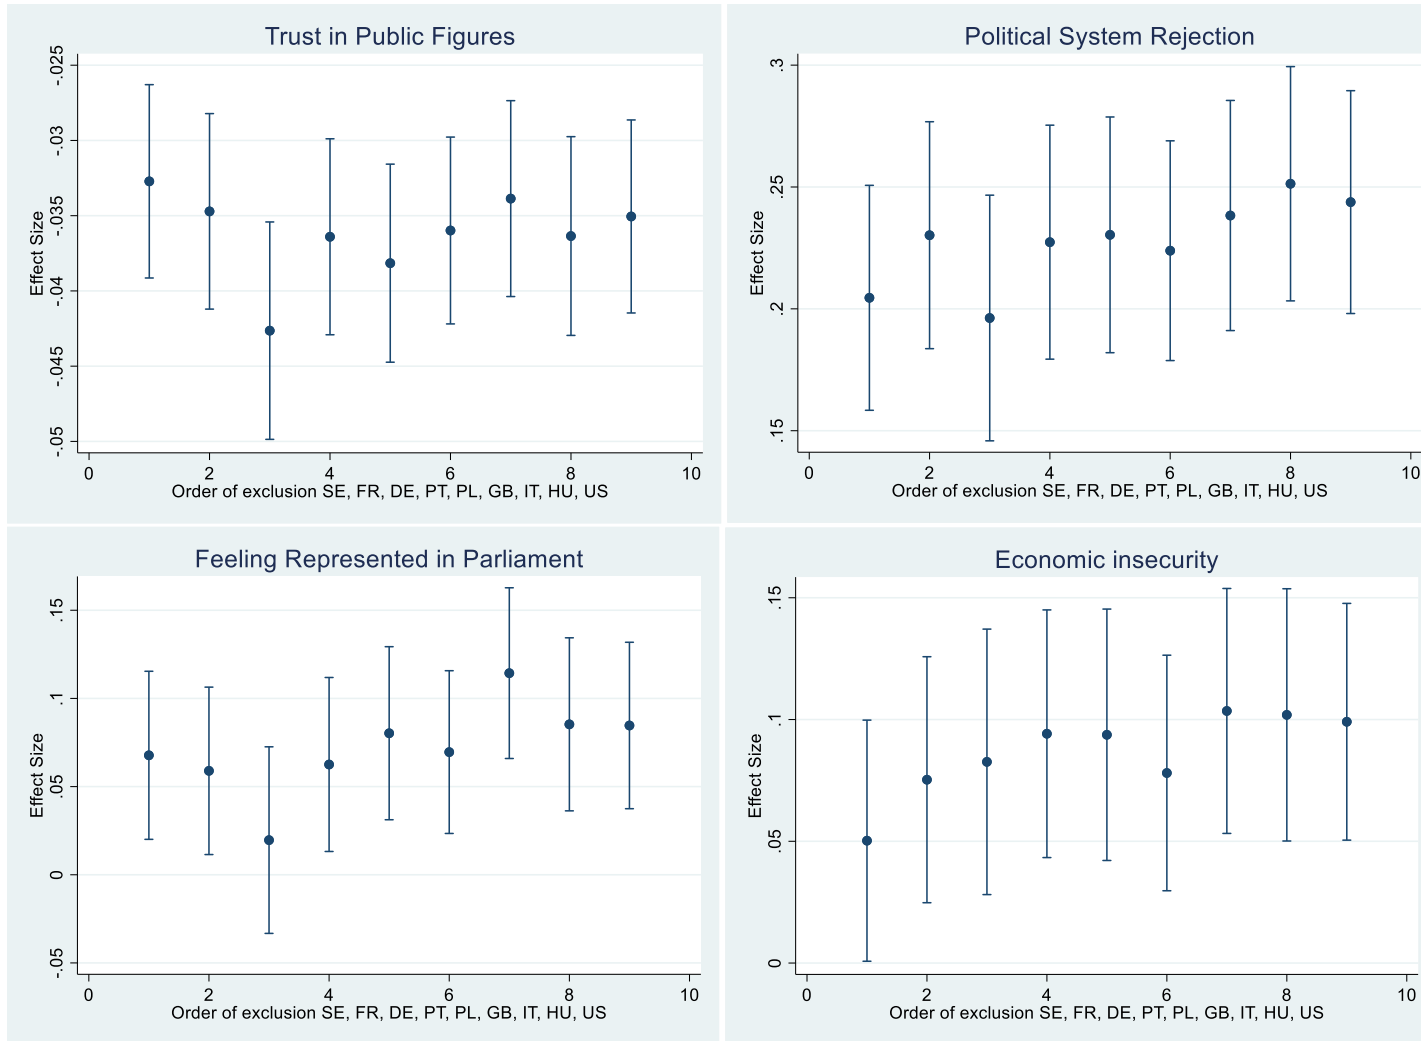 Trust in Public Figures
Effect Size
-.025
-.03
-.035
-.04
-.045
-.05
0 2 4 6 8 10
Order of exclusion SE, FR, DE, PT, PL, GB, IT, HU, US
Political System Rejection
Effect Size
.3
.25
.2
.15
0 2 4 6 8 10
Order of exclusion SE, FR, DE, PT, PL, GB, IT, HU, US
Feeling Represented in Parliament
Effect Size
.15
.1
.05
0
-.05
0 2 4 6 8 10
Order of exclusion SE, FR, DE, PT, PL, GB, IT, HU, US
Economic insecurity
Effect Size
.15
.1
.05
0
0 2 4 6 8 10
Order of exclusion SE, FR, DE, PT, PL, GB, IT, HU, US